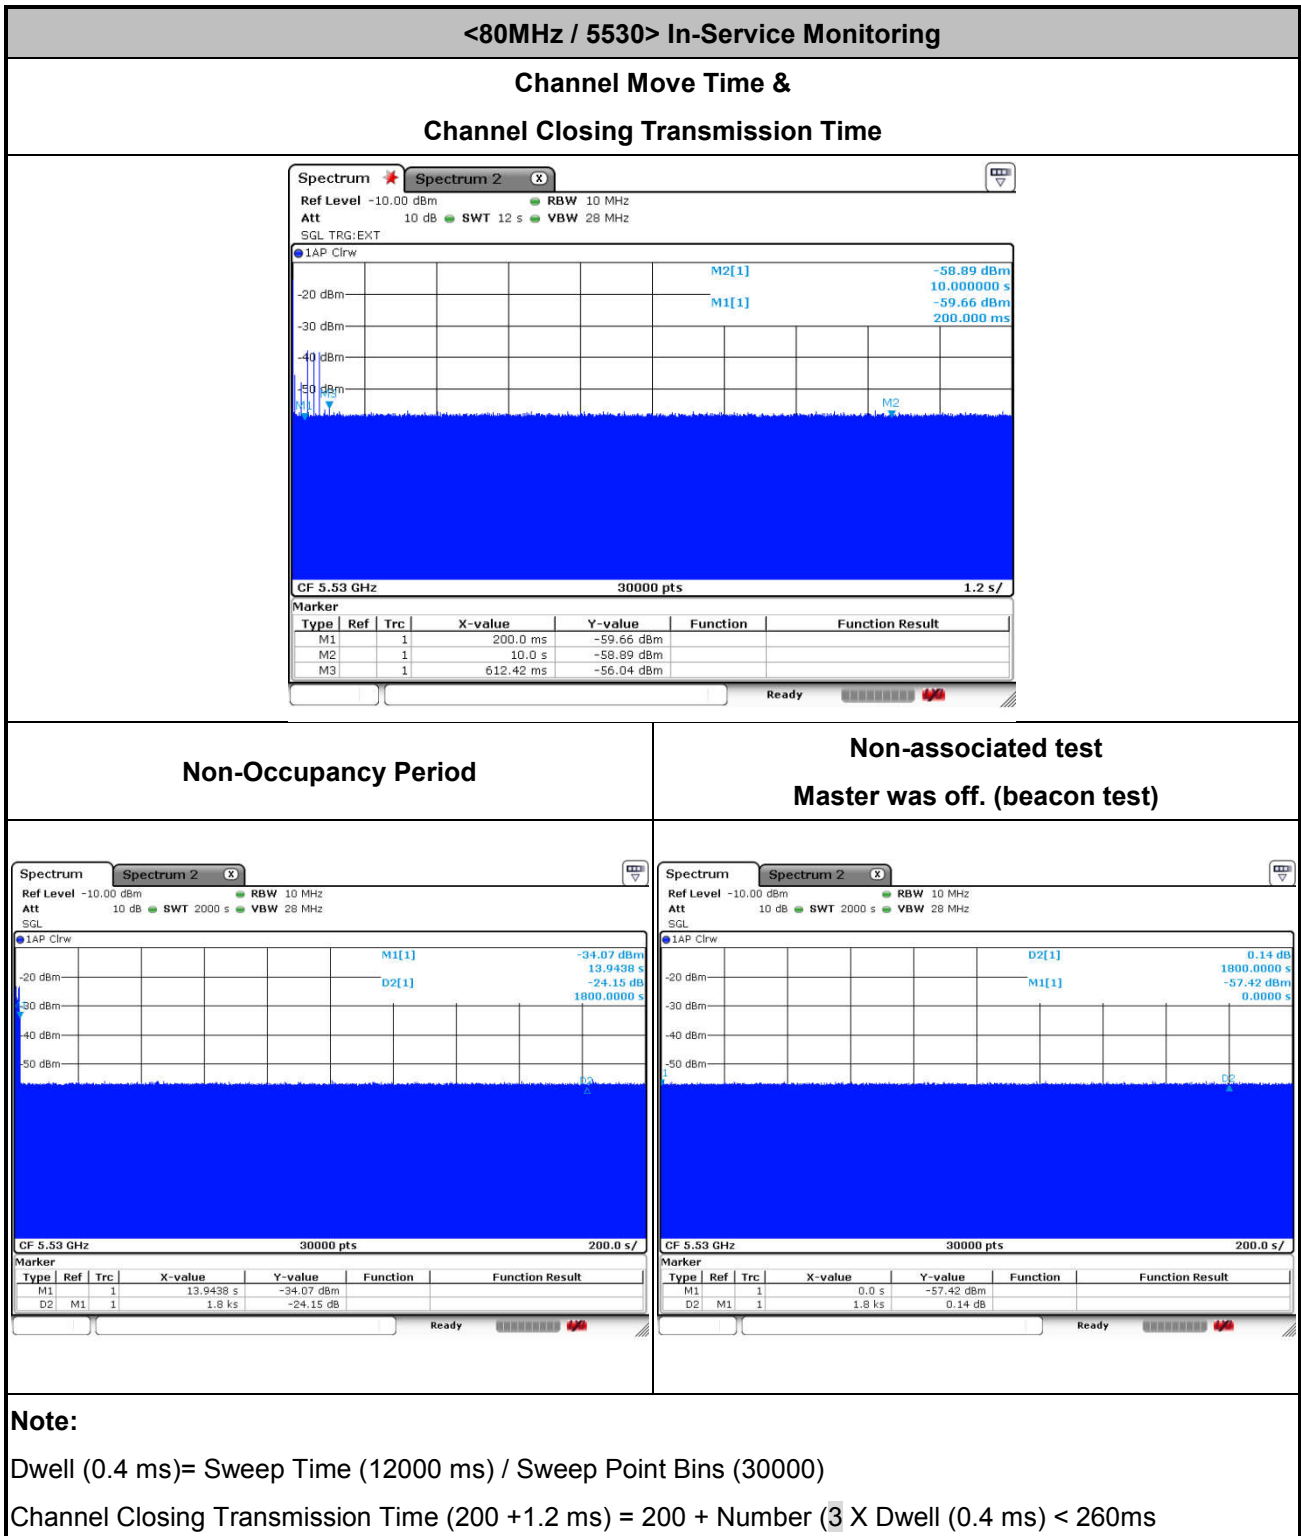 <80MHz / 5530> In-Service Monitoring
Channel Move Time &
Channel Closing Transmission Time
Spectrum Spectrum 2 X
Ref Level -10.00 dBm RBW 10 MHz
Att 10 dB SWT 12 s VBW 28 MHz
SGL TRG:EXT
1AP Clrw
M2[1] -58.89 dBm
10.000000 s
-20 dBm
M1[1] -59.66 dBm
200.000 ms
-30 dBm
-40 dBm
-50 dBm
M1 M3 M2
CF 5.53 GHz 30000 pts 1.2 s/
Marker
Type Ref Trc X-value Y-value Function Function Result
M1 1 200.0 ms -59.66 dBm
M2 1 10.0 s -58.89 dBm
M3 1 612.42 ms -56.04 dBm
Ready
Non-Occupancy Period
Non-associated test
Master was off. (beacon test)
Spectrum Spectrum 2 X
Ref Level -10.00 dBm RBW 10 MHz
Att 10 dB SWT 2000 s VBW 28 MHz
SGL
1AP Clrw
M1[1] -34.07 dBm
13.9438 s
-20 dBm
D2[1] -24.15 dB
1800.0000 s
-30 dBm
-40 dBm
-50 dBm
D2
CF 5.53 GHz 30000 pts 200.0 s/
Marker
Type Ref Trc X-value Y-value Function Function Result
M1 1 13.9438 s -34.07 dBm
D2 M1 1 1.8 ks -24.15 dB
Ready
Spectrum Spectrum 2 X
Ref Level -10.00 dBm RBW 10 MHz
Att 10 dB SWT 2000 s VBW 28 MHz
SGL
1AP Clrw
D2[1] 0.14 dB
1800.0000 s
-20 dBm
M1[1] -57.42 dBm
0.0000 s
-30 dBm
-40 dBm
-50 dBm
1 D2
CF 5.53 GHz 30000 pts 200.0 s/
Marker
Type Ref Trc X-value Y-value Function Function Result
M1 1 0.0 s -57.42 dBm
D2 M1 1 1.8 ks 0.14 dB
Ready
Note:
Dwell (0.4 ms)= Sweep Time (12000 ms) / Sweep Point Bins (30000)
Channel Closing Transmission Time (200 +1.2 ms) = 200 + Number (3 X Dwell (0.4 ms) < 260ms